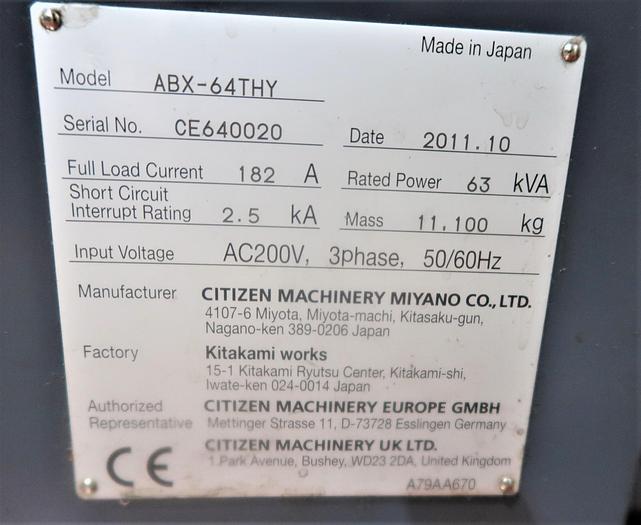 Made in Japan
Model ABX-64THY
Serial No. CE640020 Date 2011.10
Full Load Current 182 A Rated Power 63 kVA
Short Circuit
Interrupt Rating 2.5 kA Mass 11,100 kg
Input Voltage AC200V, 3phase, 50/60Hz
Manufacturer CITIZEN MACHINERY MIYANO CO., LTD.
4107-6 Miyota, Miyota-machi, Kitasaku-gun,
Nagano-ken 389-0206 Japan
Factory Kitakami works
15-1 Kitakami Ryutsu Center, Kitakami-shi,
Iwate-ken 024-0014 Japan
Authorized CITIZEN MACHINERY EUROPE GMBH
Representative Mettinger Strasse 11, D-73728 Esslingen Germany
CITIZEN MACHINERY UK LTD.
1 Park Avenue, Bushey, WD23 2DA, United Kingdom
CE A79AA670